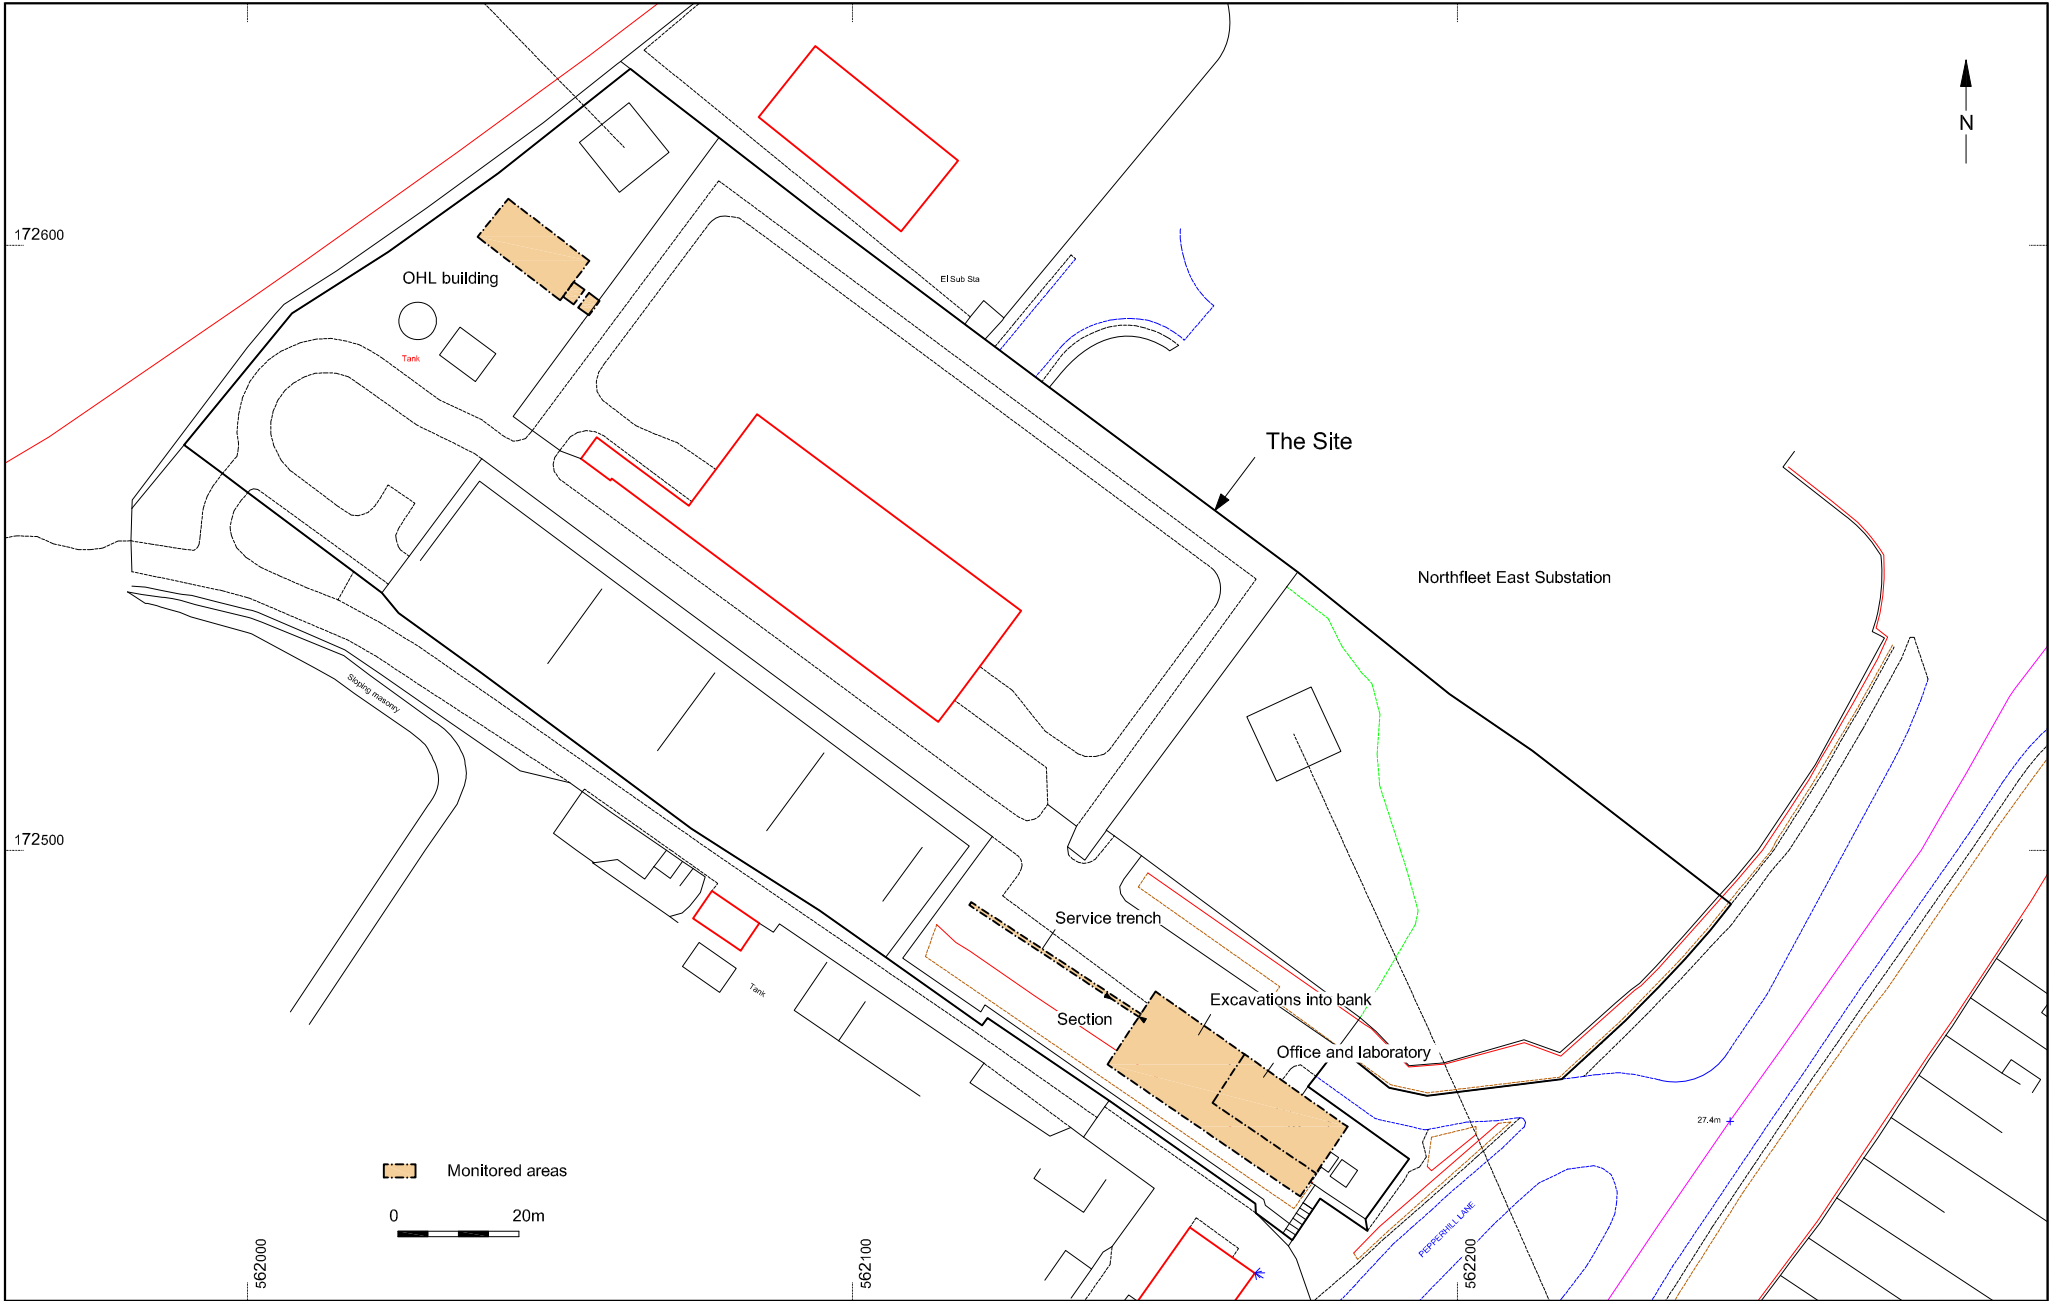 N
172600
OHL building
El Sub Sta
Tank
The Site
Northfleet East Substation
Sloping masonry
172500
Service trench
Tank
Excavations into bank
Section
Office and laboratory
27.4m
Monitored areas
0 20m
PEPPERHILL LANE
562000
562100
562200